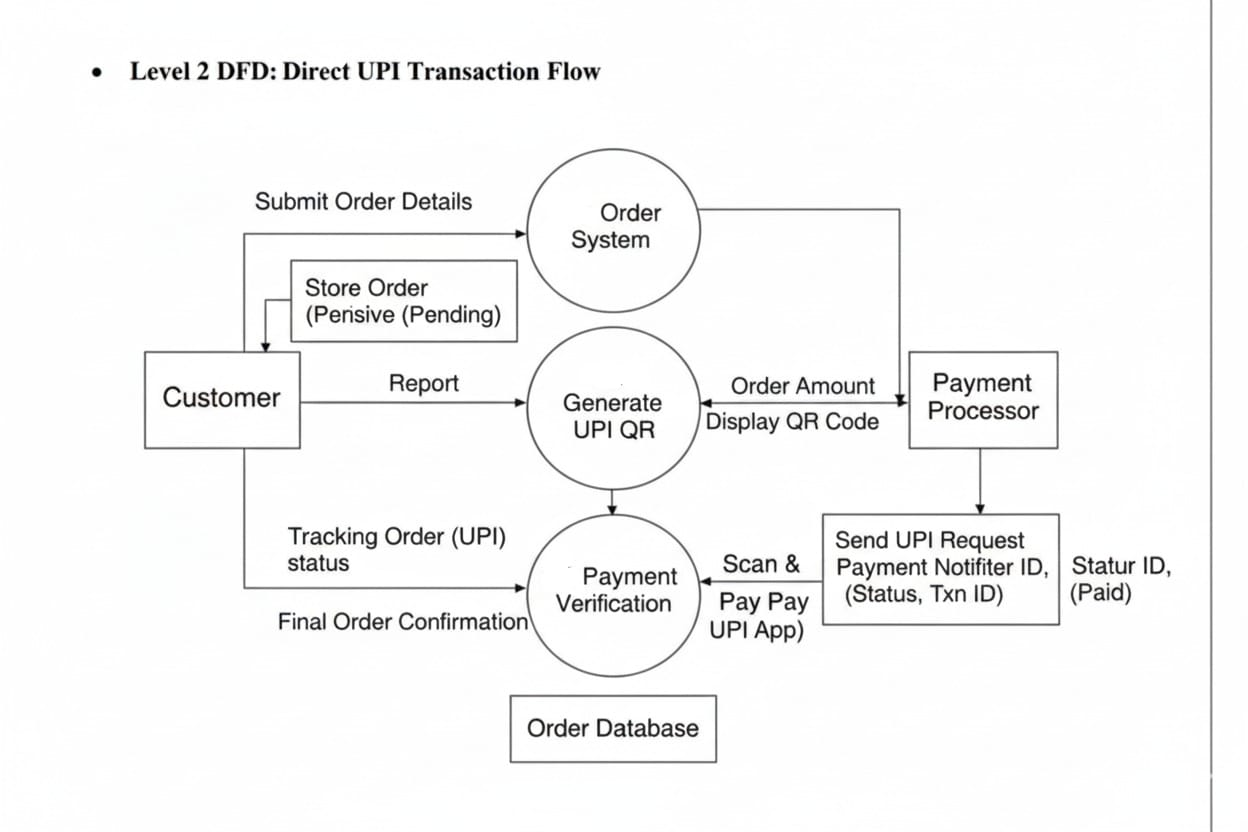 • Level 2 DFD: Direct UPI Transaction Flow
Submit Order Details
Order
System
Store Order
(Perisive (Pending)
Customer
Report
Generate
UPI QR
Order Amount
Display QR Code
Payment
Processor
Tracking Order (UPI)
status
Final Order Confirmation
Payment
Verification
Scan &
Pay Pay
UPI App)
Send UPI Request
Payment Notifiter ID,
(Status, Txn ID)
Statur ID,
(Paid)
Order Database